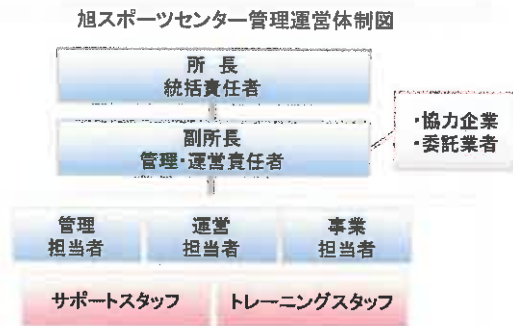 旭スポーツセンター管理運営体制図
所 長
統括責任者
副所長
管理・運営責任者
・協力企業
・委託業者
管理
担当者
運営
担当者
事業
担当者
サポートスタッフ
トレーニングスタッフ